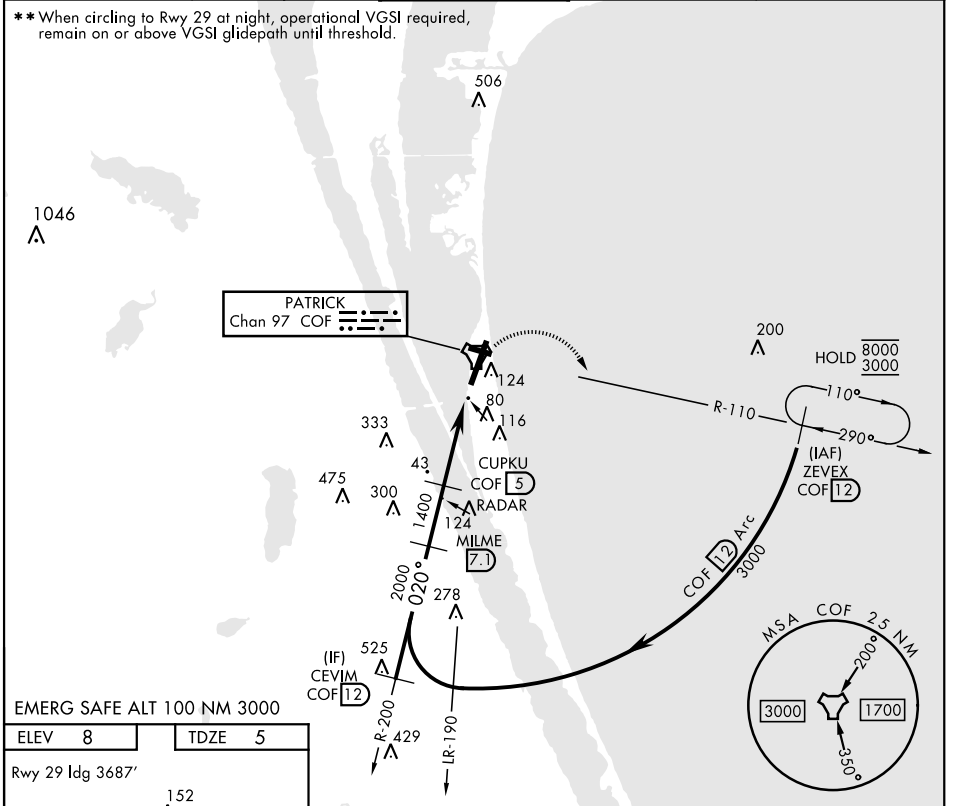 ** When circling to Rwy 29 at night, operational VGSI required,
remain on or above VGSI glidepath until threshold.
506
1046
PATRICK
Chan 97 COF
200
HOLD 8000
3000
124
110°
R-110
290°
80
116
333
(IAF)
ZEVEX
COF 12
43
CUPKU
COF 5
475
300
1400
RADAR
124
MILME
7.1
COF 12 Arc
3000
2000
020°
278
MSA COF 25 NM
200°
(IF)
CEVIM
COF 12
525
3000
1700
350°
R-200
429
LR-190
EMERG SAFE ALT 100 NM 3000
ELEV 8
TDZE 5
Rwy 29 ldg 3687'
152